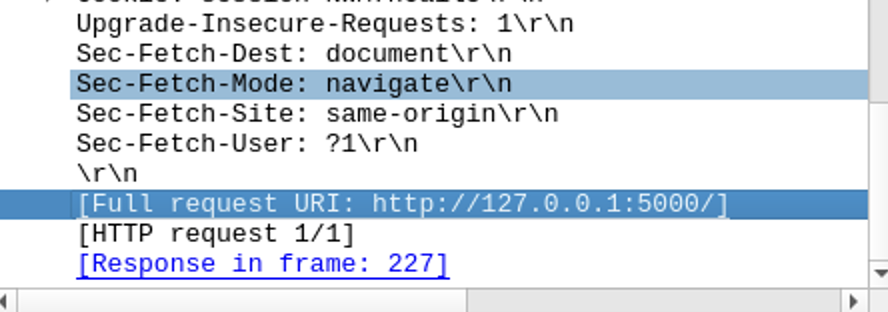 Upgrade-Insecure-Requests: 1\r\n
Sec-Fetch-Dest: document\r\n
Sec-Fetch-Mode: navigate\r\n
Sec-Fetch-Site: same-origin\r\n
Sec-Fetch-User: ?1\r\n
\r\n
[Full request URI: http://127.0.0.1:5000/]
[HTTP request 1/1]
[Response in frame: 227]